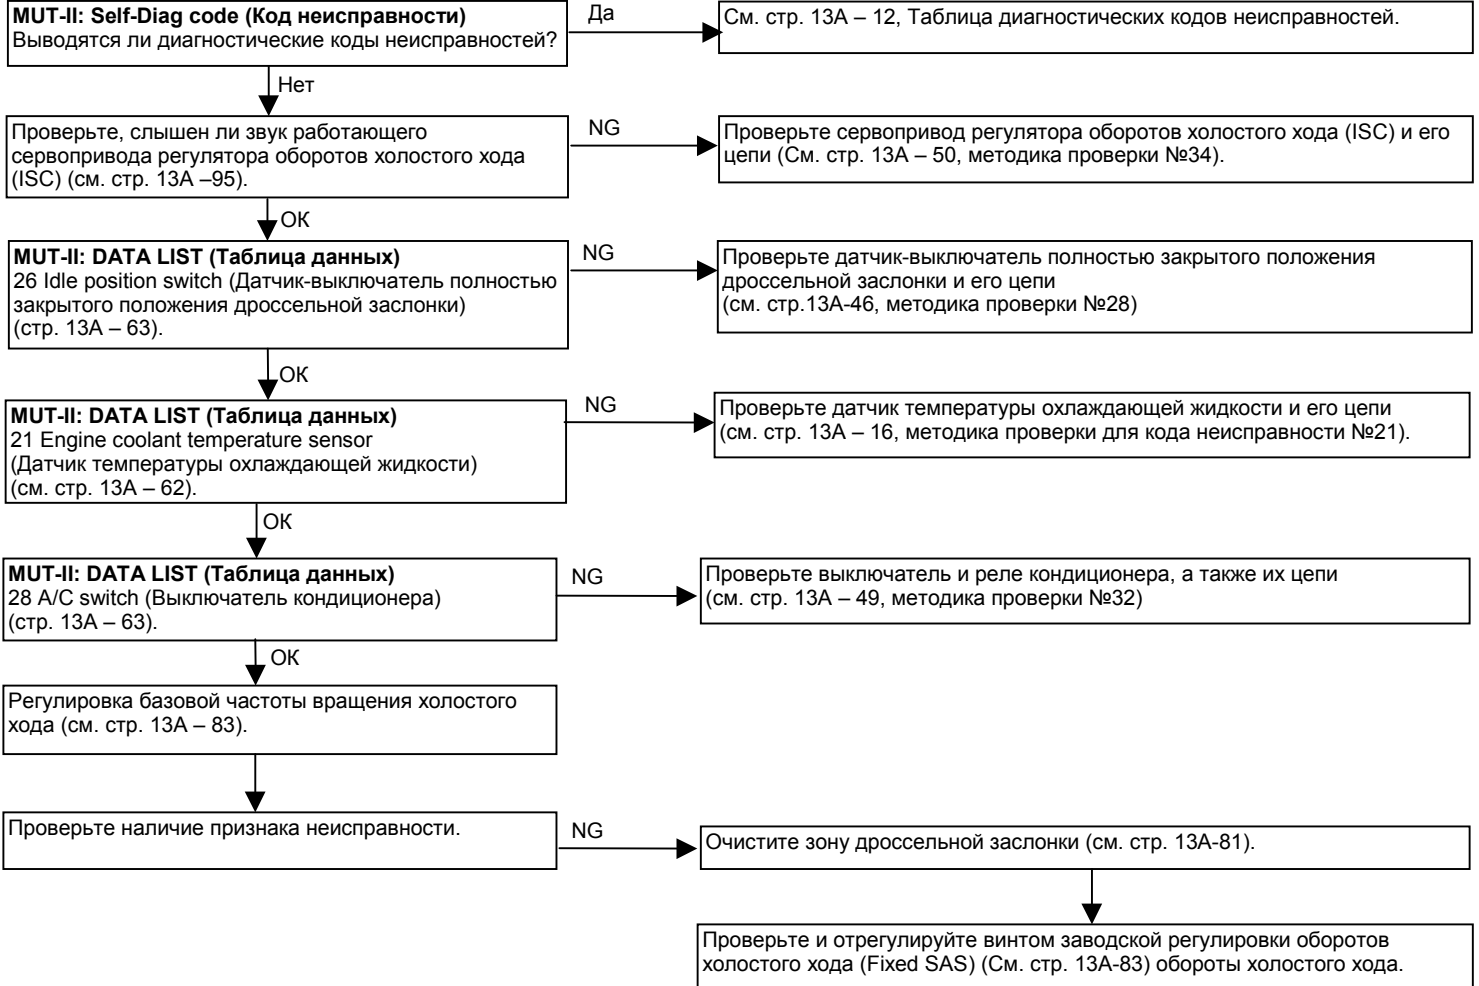 MUT-II: Self-Diag code (Код неисправности)
Выводятся ли диагностические коды неисправностей?
Да
См. стр. 13А – 12, Таблица диагностических кодов неисправностей.
Нет
Проверьте, слышен ли звук работающего
сервопривода регулятора оборотов холостого хода
(ISC) (см. стр. 13А –95).
NG
Проверьте сервопривод регулятора оборотов холостого хода (ISC) и его
цепи (См. стр. 13А – 50, методика проверки №34).
ОК
MUT-II: DATA LIST (Таблица данных)
26 Idle position switch (Датчик-выключатель полностью
закрытого положения дроссельной заслонки)
(стр. 13А – 63).
NG
Проверьте датчик-выключатель полностью закрытого положения
дроссельной заслонки и его цепи
(см. стр.13А-46, методика проверки №28)
ОК
MUT-II: DATA LIST (Таблица данных)
21 Engine coolant temperature sensor
(Датчик температуры охлаждающей жидкости)
(см. стр. 13А – 62).
NG
Проверьте датчик температуры охлаждающей жидкости и его цепи
(см. стр. 13А – 16, методика проверки для кода неисправности №21).
ОК
MUT-II: DATA LIST (Таблица данных)
28 A/C switch (Выключатель кондиционера)
(стр. 13А – 63).
NG
Проверьте выключатель и реле кондиционера, а также их цепи
(см. стр. 13А – 49, методика проверки №32)
ОК
Регулировка базовой частоты вращения холостого
хода (см. стр. 13А – 83).
Проверьте наличие признака неисправности.
NG
Очистите зону дроссельной заслонки (см. стр. 13А-81).
Проверьте и отрегулируйте винтом заводской регулировки оборотов
холостого хода (Fixed SAS) (См. стр. 13А-83) обороты холостого хода.